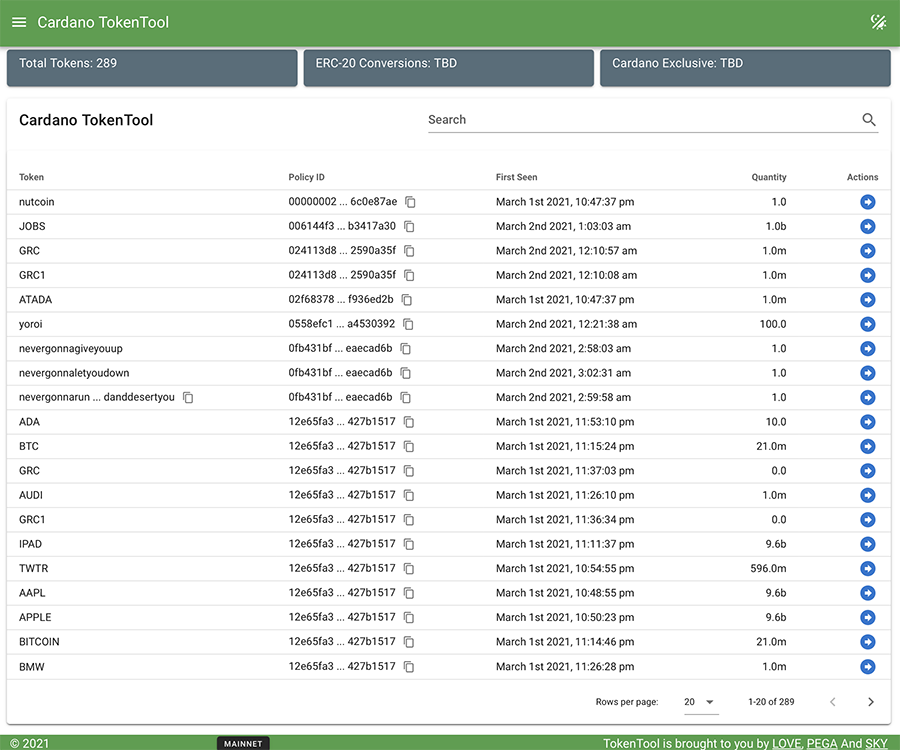 Cardano TokenTool
Total Tokens: 289
ERC-20 Conversions: TBD
Cardano Exclusive: TBD
Cardano TokenTool
Search
Token Policy ID First Seen Quantity Actions
nutcoin 00000002 ... 6c0e87ae March 1st 2021, 10:47:37 pm 1.0
JOBS 006144f3 ... b3417a30 March 2nd 2021, 1:03:03 am 1.0b
GRC 024113d8 ... 2590a35f March 2nd 2021, 12:10:57 am 1.0m
GRC1 024113d8 ... 2590a35f March 2nd 2021, 12:10:08 am 1.0m
ATADA 02f68378 ... f936ed2b March 1st 2021, 10:47:37 pm 1.0m
yoroi 0558efc1 ... a4530392 March 2nd 2021, 12:21:38 am 100.0
nevergonnagiveyouup 0fb431bf ... eaecad6b March 2nd 2021, 2:58:03 am 1.0
nevergonnaletyoudown 0fb431bf ... eaecad6b March 2nd 2021, 3:02:31 am 1.0
nevergonnarun ... danddesertyou 0fb431bf ... eaecad6b March 2nd 2021, 2:59:58 am 1.0
ADA 12e65fa3 ... 427b1517 March 1st 2021, 11:53:10 pm 10.0
BTC 12e65fa3 ... 427b1517 March 1st 2021, 11:15:24 pm 21.0m
GRC 12e65fa3 ... 427b1517 March 1st 2021, 11:37:03 pm 0.0
AUDI 12e65fa3 ... 427b1517 March 1st 2021, 11:26:10 pm 1.0m
GRC1 12e65fa3 ... 427b1517 March 1st 2021, 11:36:34 pm 0.0
IPAD 12e65fa3 ... 427b1517 March 1st 2021, 11:11:37 pm 9.6b
TWTR 12e65fa3 ... 427b1517 March 1st 2021, 10:54:55 pm 596.0m
AAPL 12e65fa3 ... 427b1517 March 1st 2021, 10:48:55 pm 9.6b
APPLE 12e65fa3 ... 427b1517 March 1st 2021, 10:50:23 pm 9.6b
BITCOIN 12e65fa3 ... 427b1517 March 1st 2021, 11:14:46 pm 21.0m
BMW 12e65fa3 ... 427b1517 March 1st 2021, 11:26:28 pm 1.0m
Rows per page: 20 1-20 of 289
© 2021 MAINNET TokenTool is brought to you by LOVE, PEGA And SKY